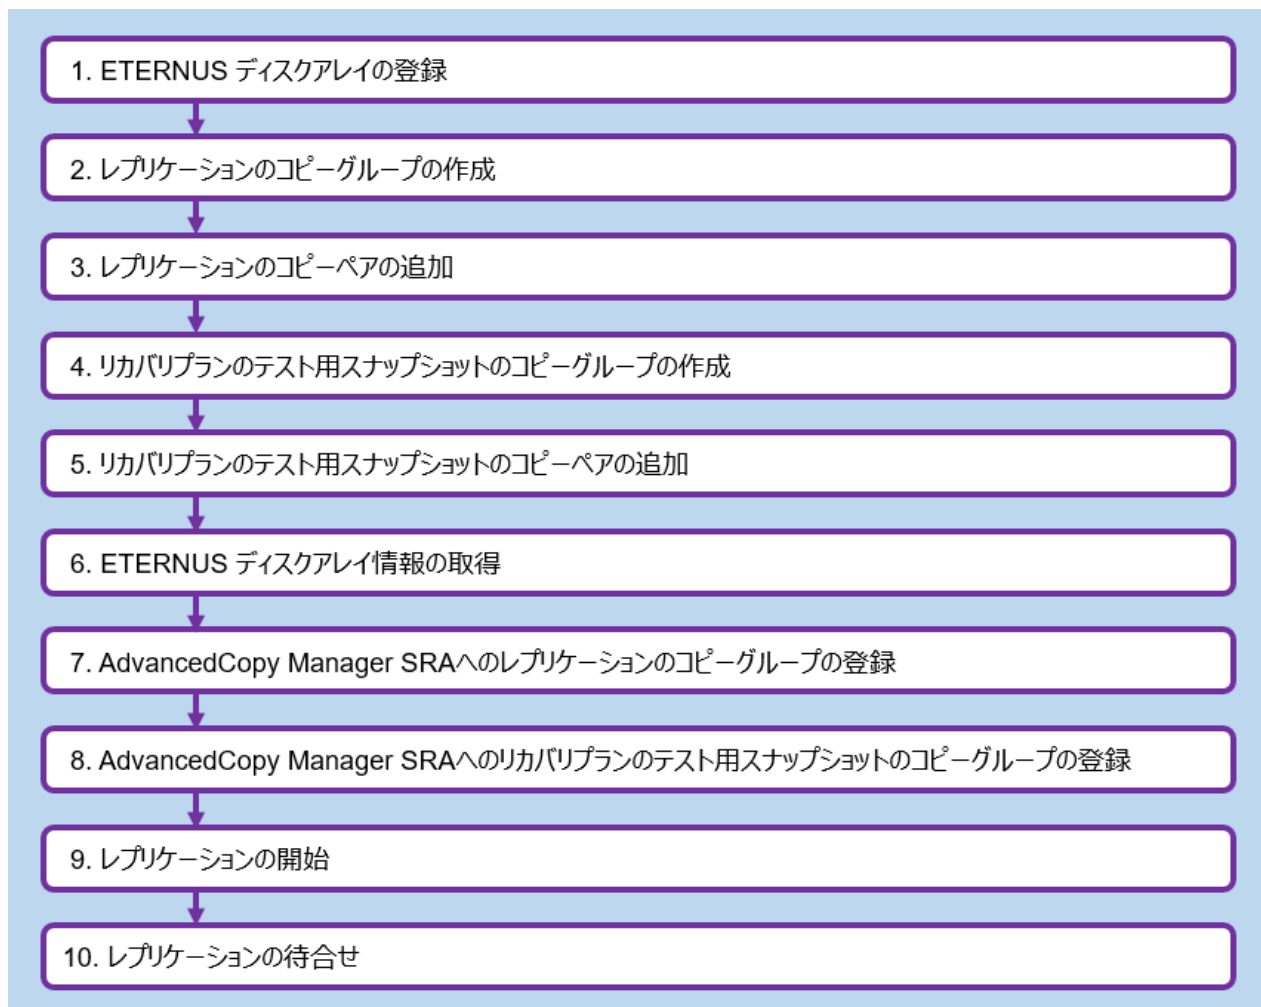 1. ETERNUS ディスクアレイの登録
2. レプリケーションのコピーグループの作成
3. レプリケーションのコピーペアの追加
4. リカバリプランのテスト用スナップショットのコピーグループの作成
5. リカバリプランのテスト用スナップショットのコピーペアの追加
6. ETERNUS ディスクアレイ情報の取得
7. AdvancedCopy Manager SRAへのレプリケーションのコピーグループの登録
8. AdvancedCopy Manager SRAへのリカバリプランのテスト用スナップショットのコピーグループの登録
9. レプリケーションの開始
10. レプリケーションの待合せ